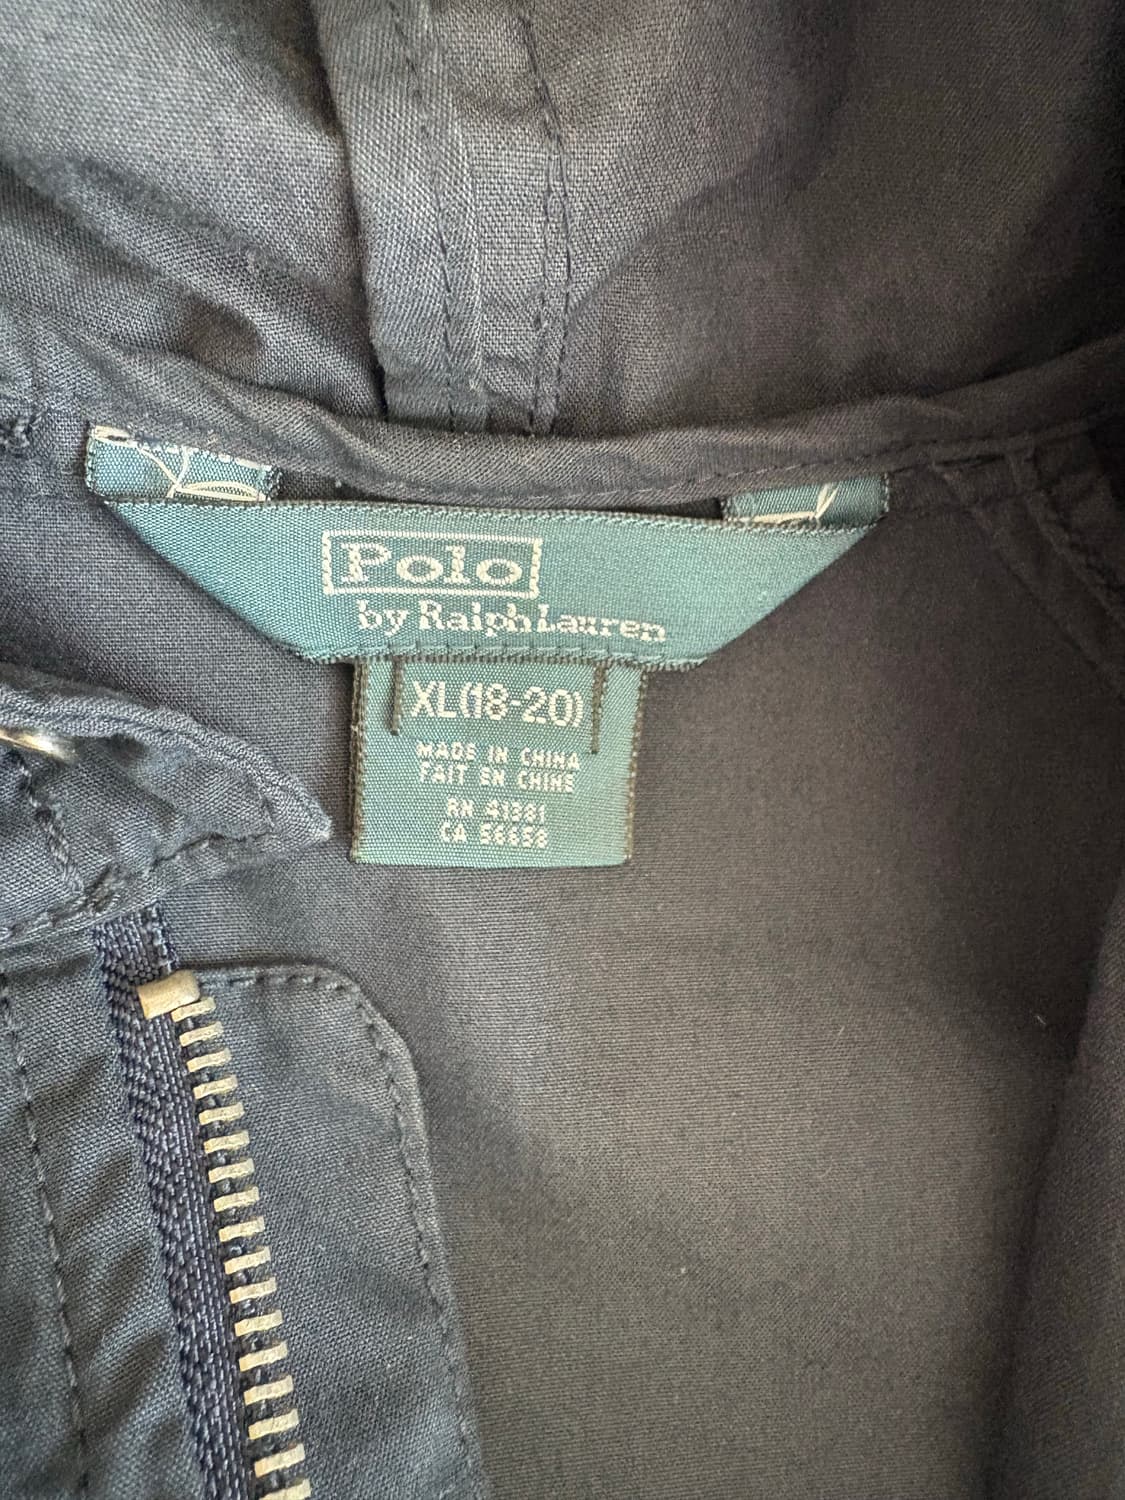 Polo
by Ralph Lauren
XL(18-20)
MADE IN CHINA
FAIT EN CHINE
RN 41381
CA 56658